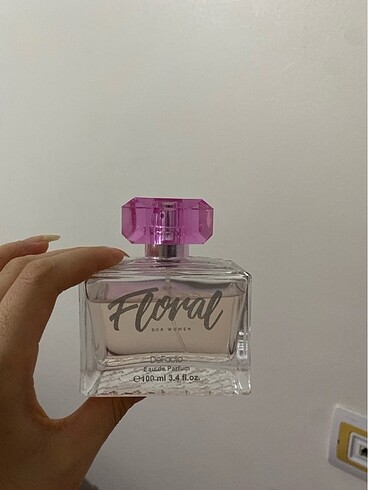 Floral
FOR WOMEN
DeFacto
Eau de Parfum
℮100 ml 3.4 fl.oz.